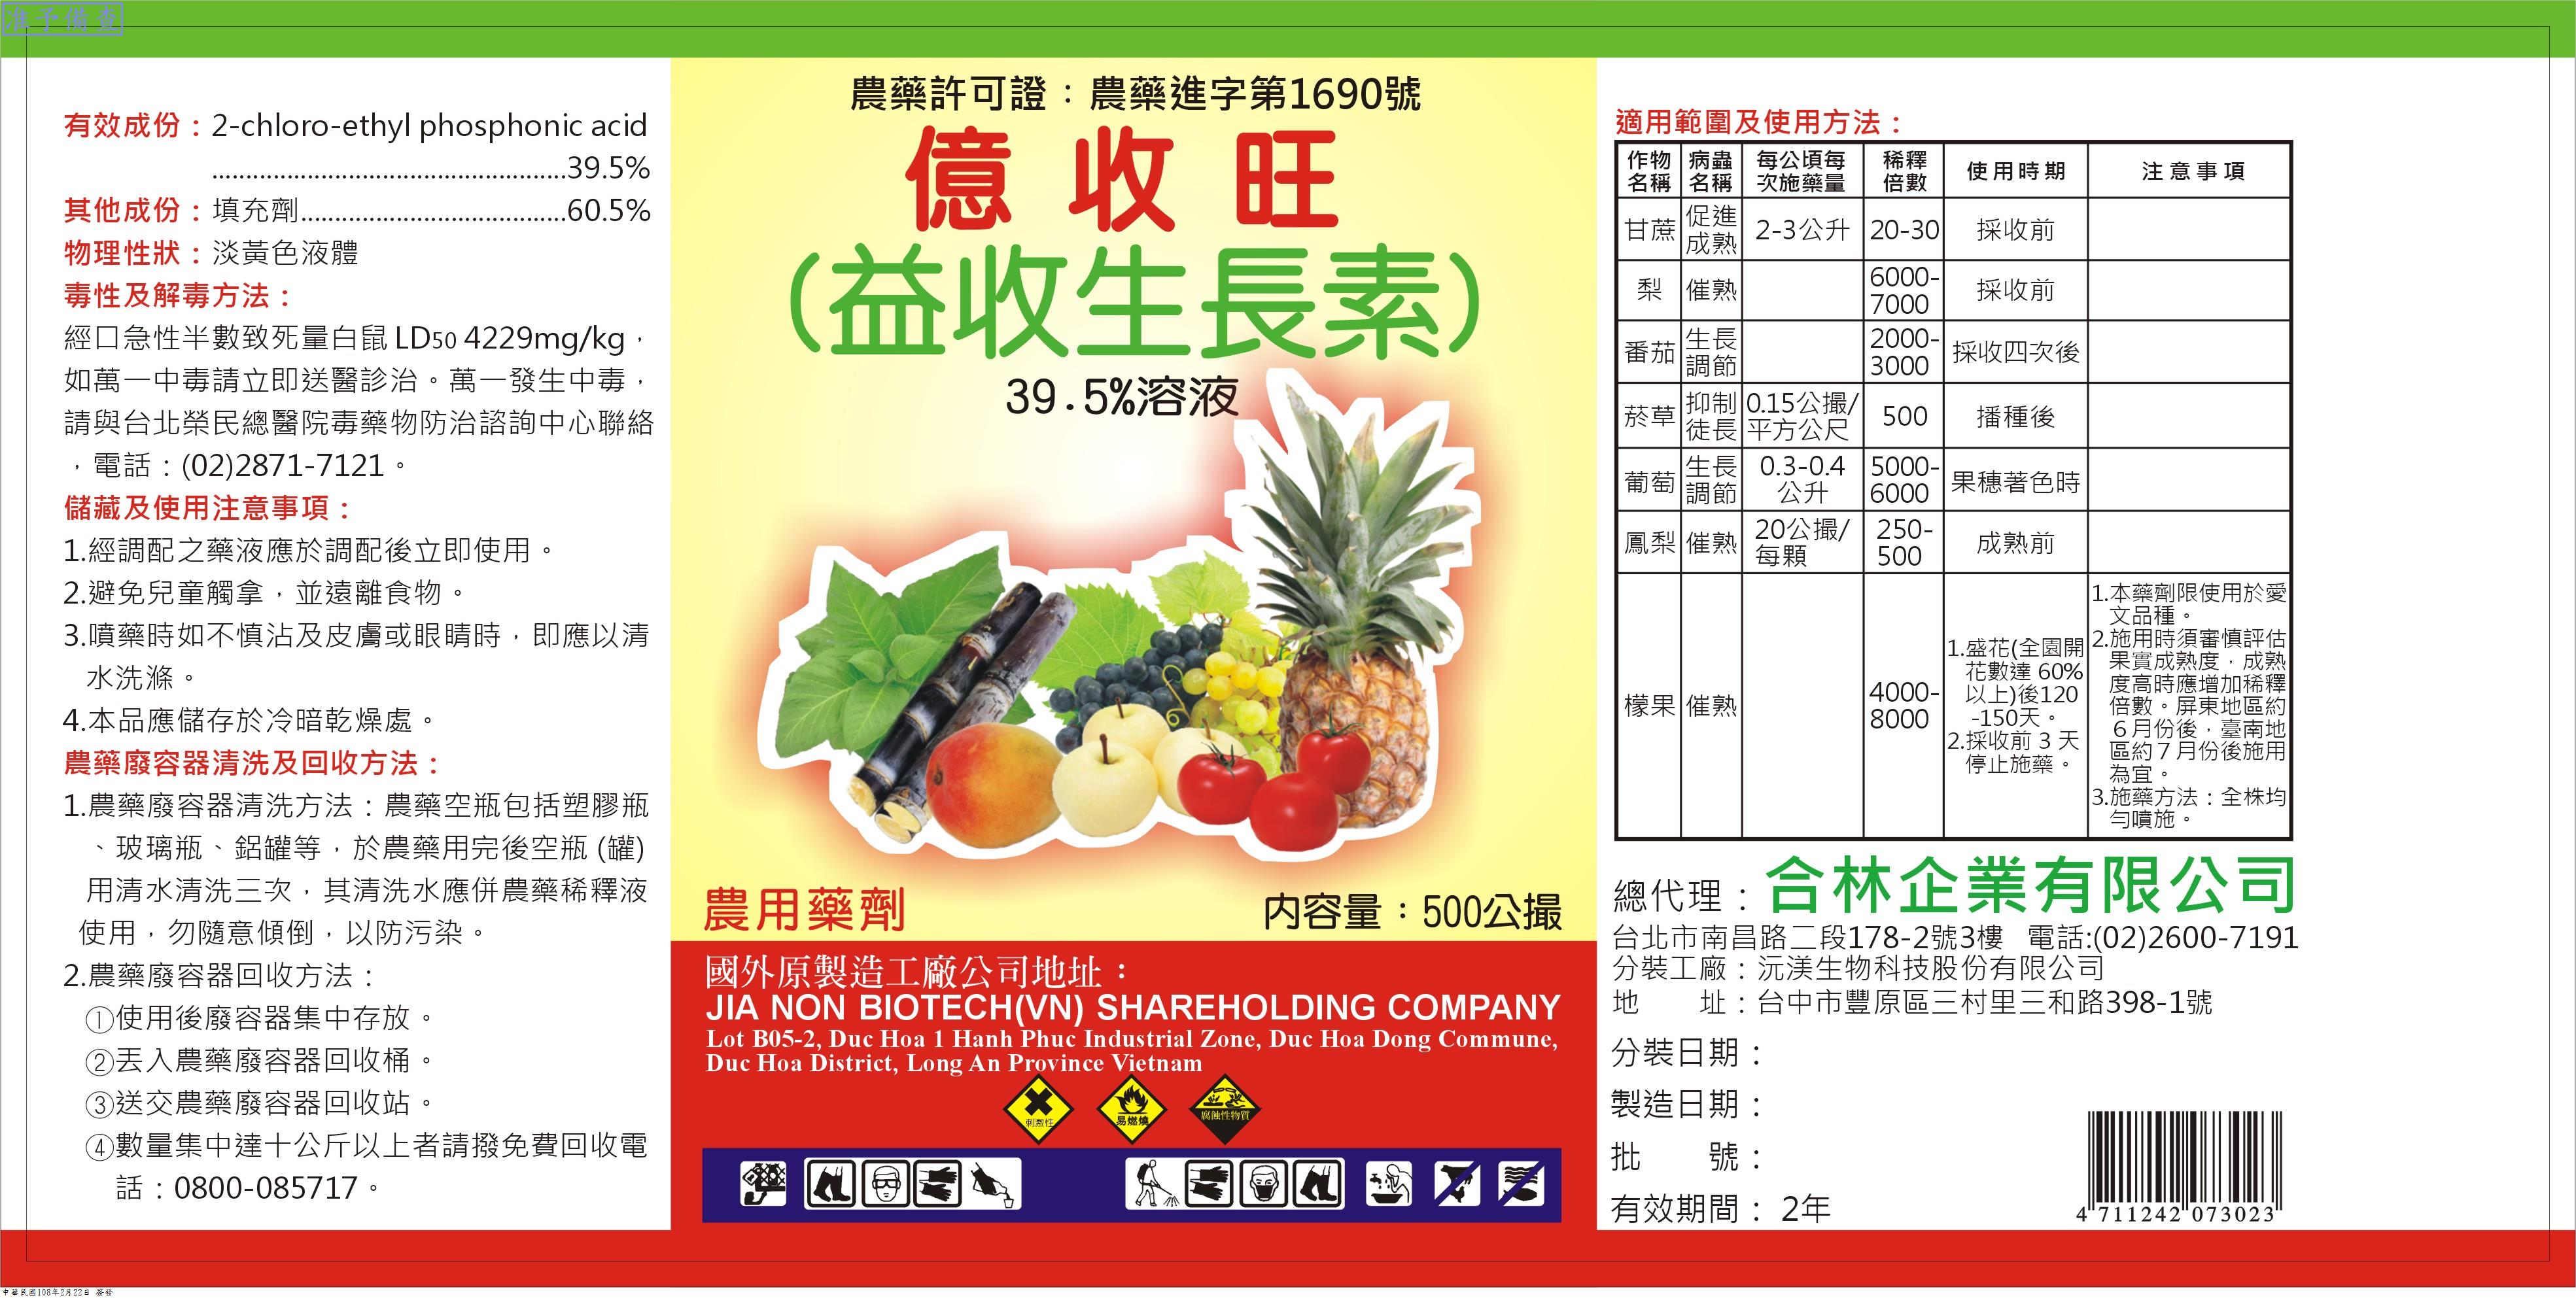 准予備查
有效成份：2-chloro-ethyl phosphonic acid
....................................................39.5%
其他成份：填充劑.......................................60.5%
物理性狀：淡黃色液體
毒性及解毒方法：
經口急性半數致死量白鼠 LD50 4229mg/kg，
如萬一中毒請立即送醫診治。萬一發生中毒，
請與台北榮民總醫院毒藥物防治諮詢中心聯絡
，電話：(02)2871-7121。
儲藏及使用注意事項：
1.經調配之藥液應於調配後立即使用。
2.避免兒童觸拿，並遠離食物。
3.噴藥時如不慎沾及皮膚或眼睛時，即應以清
水洗滌。
4.本品應儲存於冷暗乾燥處。
農藥廢容器清洗及回收方法：
1.農藥廢容器清洗方法：農藥空瓶包括塑膠瓶
、玻璃瓶、鋁罐等，於農藥用完後空瓶 (罐)
用清水清洗三次，其清洗水應併農藥稀釋液
使用，勿隨意傾倒，以防污染。
2.農藥廢容器回收方法：
①使用後廢容器集中存放。
②丟入農藥廢容器回收桶。
③送交農藥廢容器回收站。
④數量集中達十公斤以上者請撥免費回收電
話：0800-085717。
農藥許可證：農藥進字第1690號
億收旺
(益收生長素)
39.5%溶液
農用藥劑 內容量：500公撮
國外原製造工廠公司地址：
JIA NON BIOTECH(VN) SHAREHOLDING COMPANY
Lot B05-2, Duc Hoa 1 Hanh Phuc Industrial Zone, Duc Hoa Dong Commune,
Duc Hoa District, Long An Province Vietnam
刺激性 易燃燒 腐蝕性物質
適用範圍及使用方法：
作物名稱 病蟲名稱 每公頃每次施藥量 稀釋倍數 使用時期 注意事項
甘蔗 促進成熟 2-3公升 20-30 採收前
梨 催熟 6000-7000 採收前
番茄 生長調節 2000-3000 採收四次後
菸草 抑制徒長 0.15公撮/平方公尺 500 播種後
葡萄 生長調節 0.3-0.4公升 5000-6000 果穗著色時
鳳梨 催熟 20公撮/每顆 250-500 成熟前
檬果 催熟 4000-8000
1.盛花(全園開
花數達 60%
以上)後120
-150天。
2.採收前 3 天
停止施藥。
1.本藥劑限使用於愛
文品種。
2.施用時須審慎評估
果實成熟度，成熟
度高時應增加稀釋
倍數。屏東地區約
6月份後，臺南地
區約7月份後施用
為宜。
3.施藥方法：全株均
勻噴施。
總代理：合林企業有限公司
台北市南昌路二段178-2號3樓 電話:(02)2600-7191
分裝工廠：沅渼生物科技股份有限公司
地 址：台中市豐原區三村里三和路398-1號
分裝日期：
製造日期：
批 號：
有效期間：2年
4 711242 073023
中華民國108年2月22日 簽發